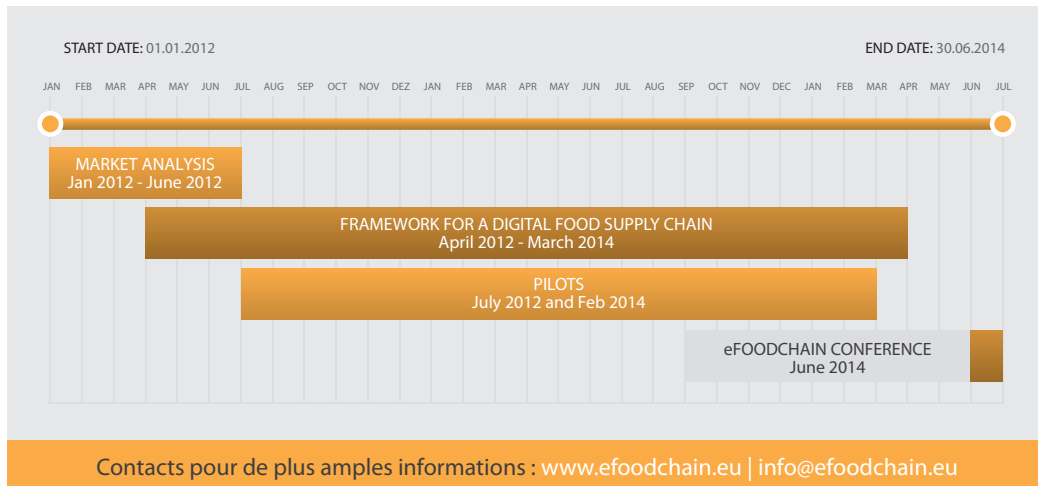 START DATE: 01.01.2012
END DATE: 30.06.2014
JAN FEB MAR APR MAY JUN JUL AUG SEP OCT NOV DEZ JAN FEB MAR APR MAY JUN JUL AUG SEP OCT NOV DEC JAN FEB MAR APR MAY JUN JUL
MARKET ANALYSIS
Jan 2012 - June 2012
FRAMEWORK FOR A DIGITAL FOOD SUPPLY CHAIN
April 2012 - March 2014
PILOTS
July 2012 and Feb 2014
eFOODCHAIN CONFERENCE
June 2014
Contacts pour de plus amples informations : www.efoodchain.eu | info@efoodchain.eu